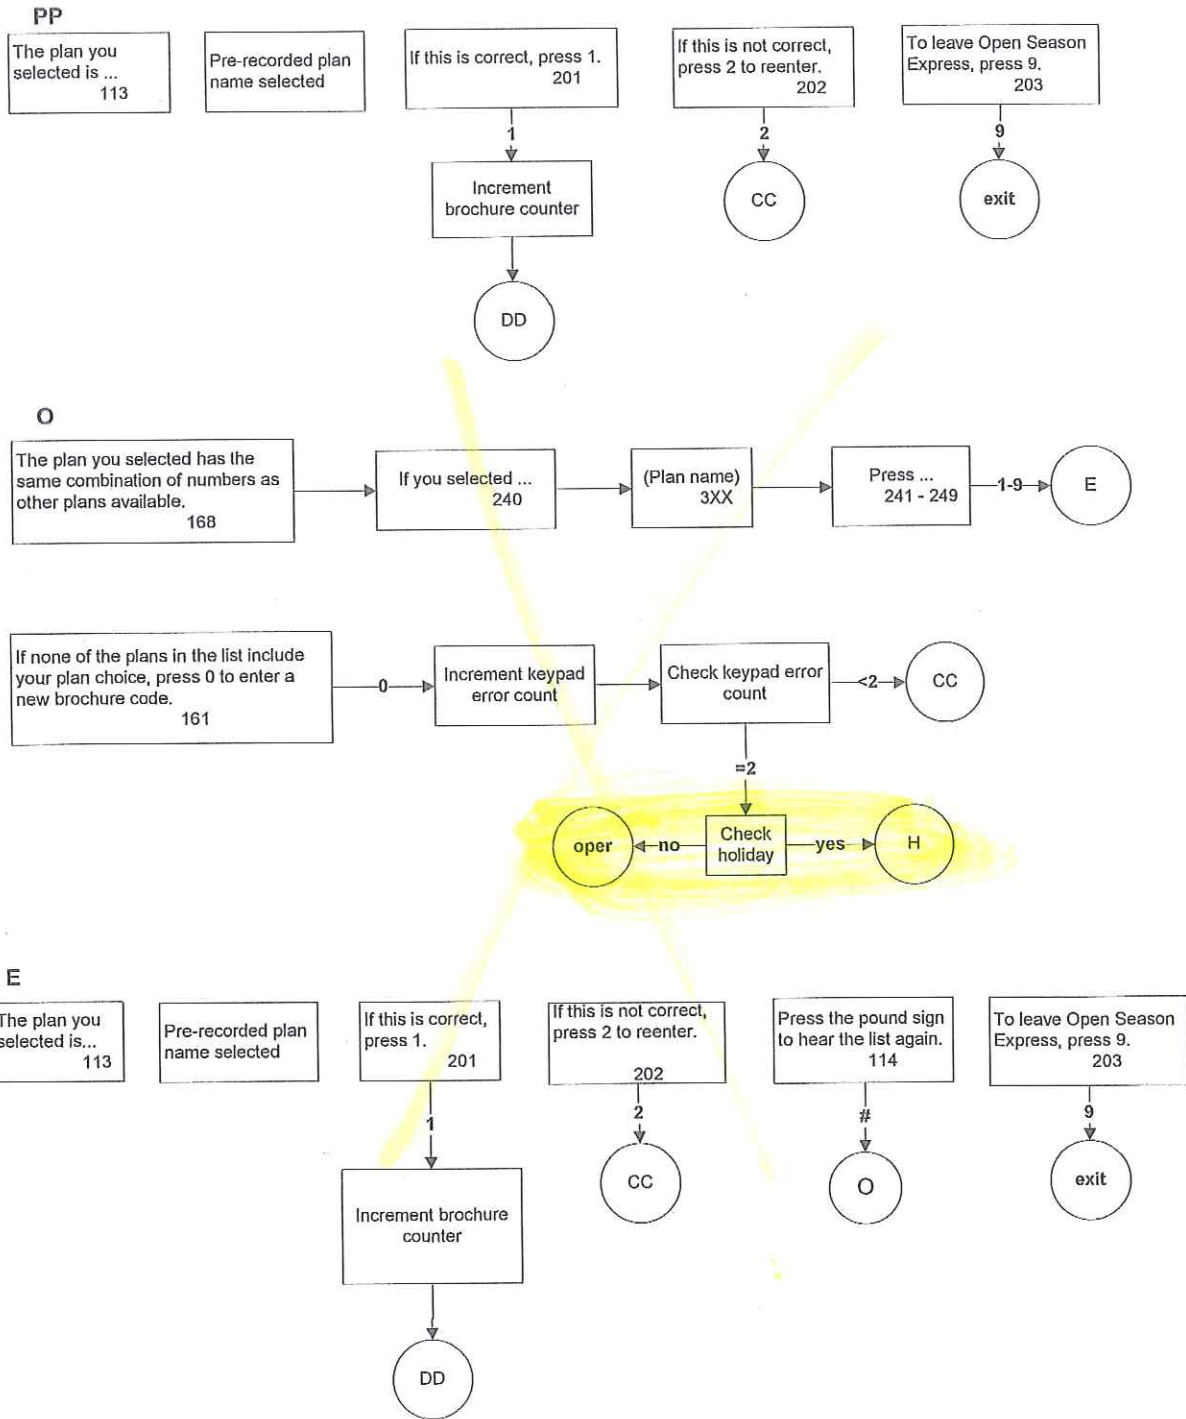 PP
The plan you
selected is ...
113
Pre-recorded plan
name selected
If this is correct, press 1.
201
If this is not correct,
press 2 to reenter.
202
To leave Open Season
Express, press 9.
203
1
2
9
Increment
brochure counter
CC
exit
DD
O
The plan you selected has the
same combination of numbers as
other plans available.
168
If you selected ...
240
(Plan name)
3XX
Press ...
241 - 249
1-9
E
If none of the plans in the list include
your plan choice, press 0 to enter a
new brochure code.
161
0
Increment keypad
error count
Check keypad error
count
<2
CC
=2
oper
no
Check
holiday
yes
H
E
The plan you
selected is...
113
Pre-recorded plan
name selected
If this is correct,
press 1.
201
If this is not correct,
press 2 to reenter.
202
Press the pound sign
to hear the list again.
114
To leave Open Season
Express, press 9.
203
1
2
#
9
Increment brochure
counter
CC
O
exit
DD